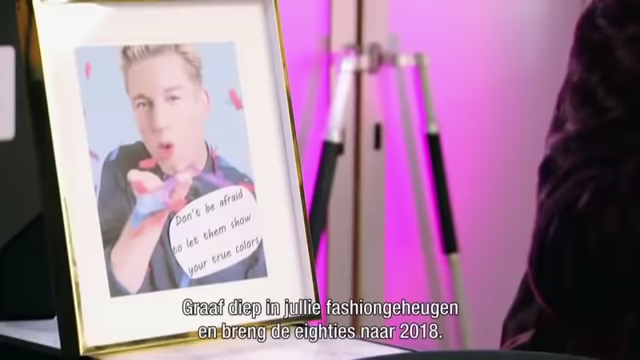 Don't be afraid
to let them show
your true colors
Graaf diep in jullie fashiongeheugen
en breng de eighties naar 2018.